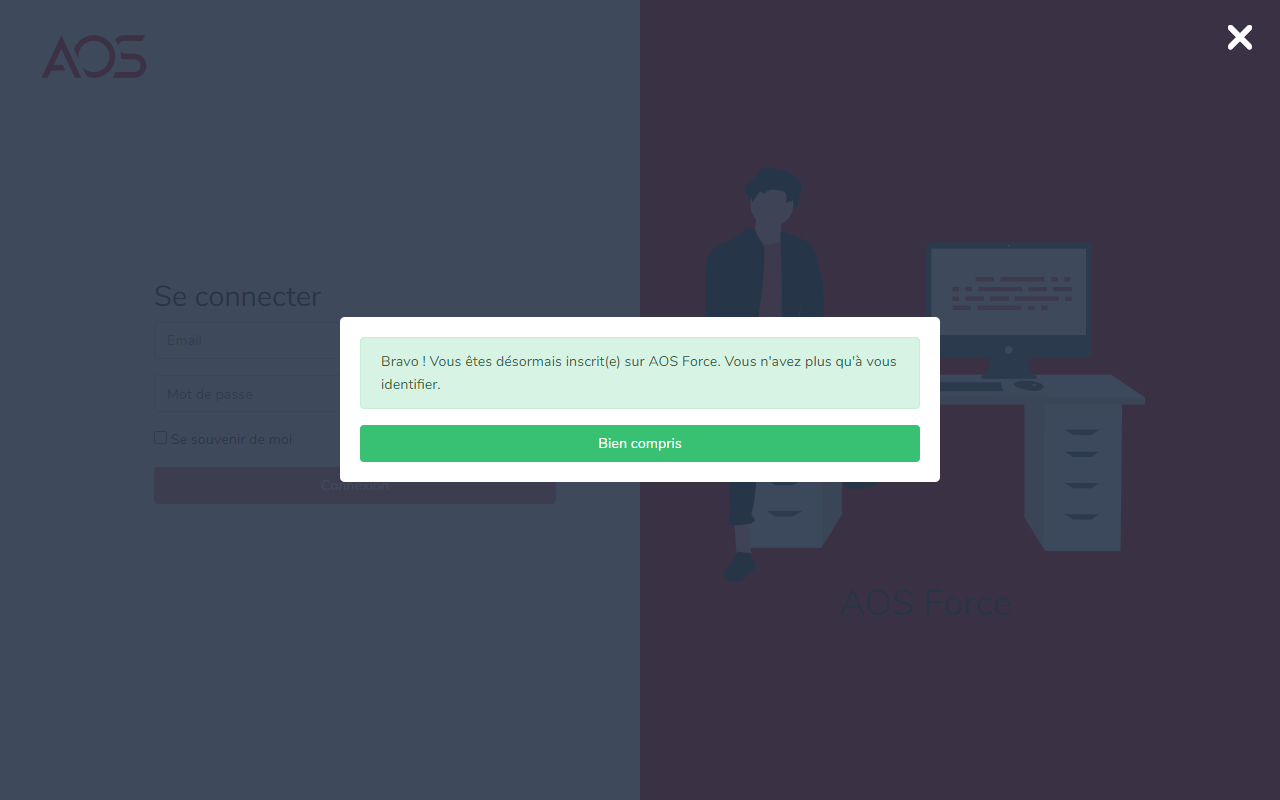 AOS
Se connecter
Email
Mot de passe
Se souvenir de moi
Connexion
Bravo ! Vous êtes désormais inscrit(e) sur AOS Force. Vous n'avez plus qu'à vous
identifier.
Bien compris
AOS Force